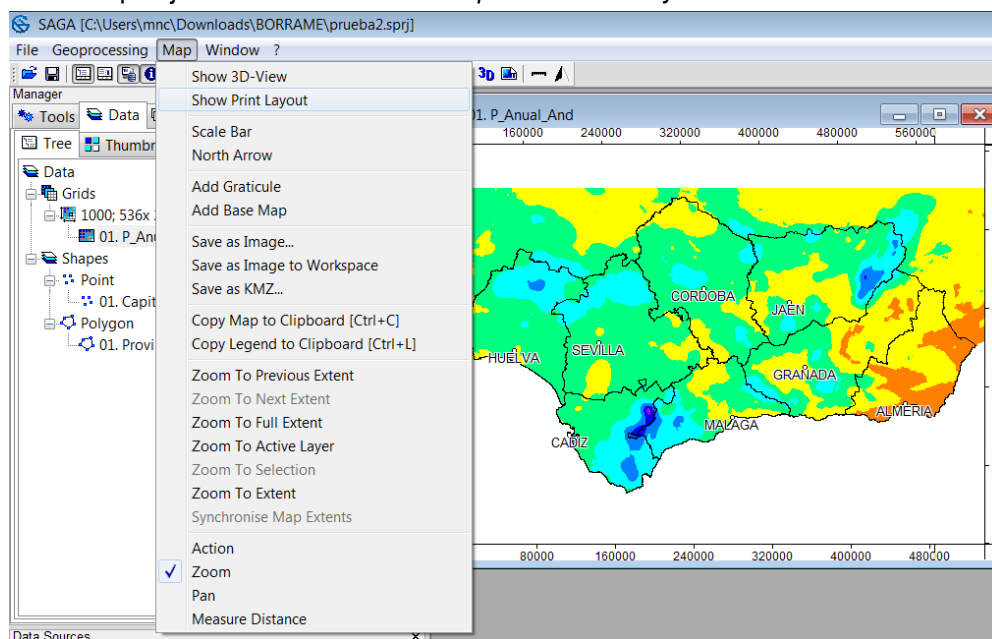 SAGA [C:\Users\mnc\Downloads\BORRAME\prueba2.sprj]
File Geoprocessing Map Window ?
3D
Manager
Tools Data
Tree Thumbr
Data
Grids
1000; 536x
01. P_Anu
Shapes
Point
01. Capit
Polygon
01. Provi
Data Sources
Show 3D-View
Show Print Layout
Scale Bar
North Arrow
Add Graticule
Add Base Map
Save as Image...
Save as Image to Workspace
Save as KMZ...
Copy Map to Clipboard [Ctrl+C]
Copy Legend to Clipboard [Ctrl+L]
Zoom To Previous Extent
Zoom To Next Extent
Zoom To Full Extent
Zoom To Active Layer
Zoom To Selection
Zoom To Extent
Synchronise Map Extents
Action
Zoom
Pan
Measure Distance
01. P_Anual_And
160000 240000 320000 400000 480000 560000
CORDOBA
JAEN
HUELVA SEVILLA
GRANADA
ALMERIA
MALAGA
CADIZ
80000 160000 240000 320000 400000 480000